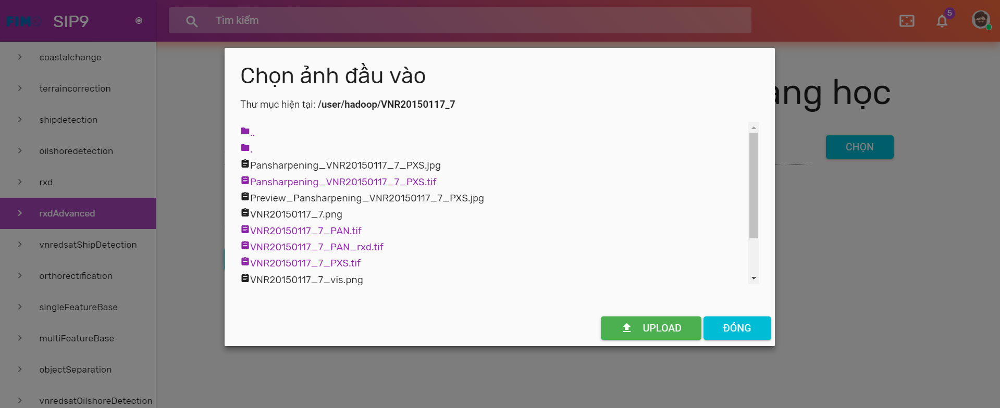 FIMO
SIP9
Tìm kiếm
5
coastalchange
terraincorrection
shipdetection
oilshoredetection
rxd
rxdAdvanced
vnredsatShipDetection
orthorectification
singleFeatureBase
multiFeatureBase
objectSeparation
vnredsatOilshoreDetection
ang học
CHỌN
Chọn ảnh đầu vào
Thư mục hiện tại: /user/hadoop/VNR20150117_7
..
.
Pansharpening_VNR20150117_7_PXS.jpg
Pansharpening_VNR20150117_7_PXS.tif
Preview_Pansharpening_VNR20150117_7_PXS.jpg
VNR20150117_7.png
VNR20150117_7_PAN.tif
VNR20150117_7_PAN_rxd.tif
VNR20150117_7_PXS.tif
VNR20150117_7_vis.png
UPLOAD
ĐÓNG